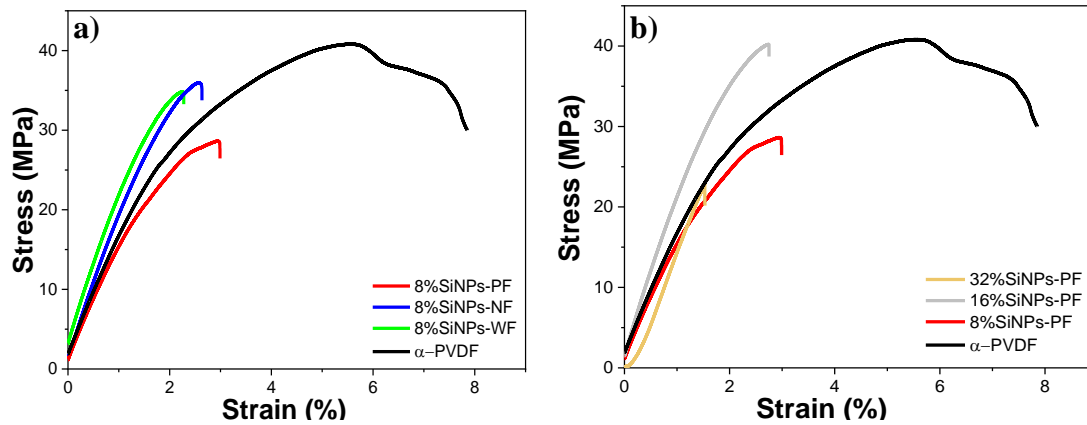 a)
Stress (MPa)
40
30
20
10
0
8%SiNPs-PF
8%SiNPs-NF
8%SiNPs-WF
α−PVDF
0 2 4 6 8
Strain (%)
b)
Stress (MPa)
40
30
20
10
0
32%SiNPs-PF
16%SiNPs-PF
8%SiNPs-PF
α−PVDF
0 2 4 6 8
Strain (%)